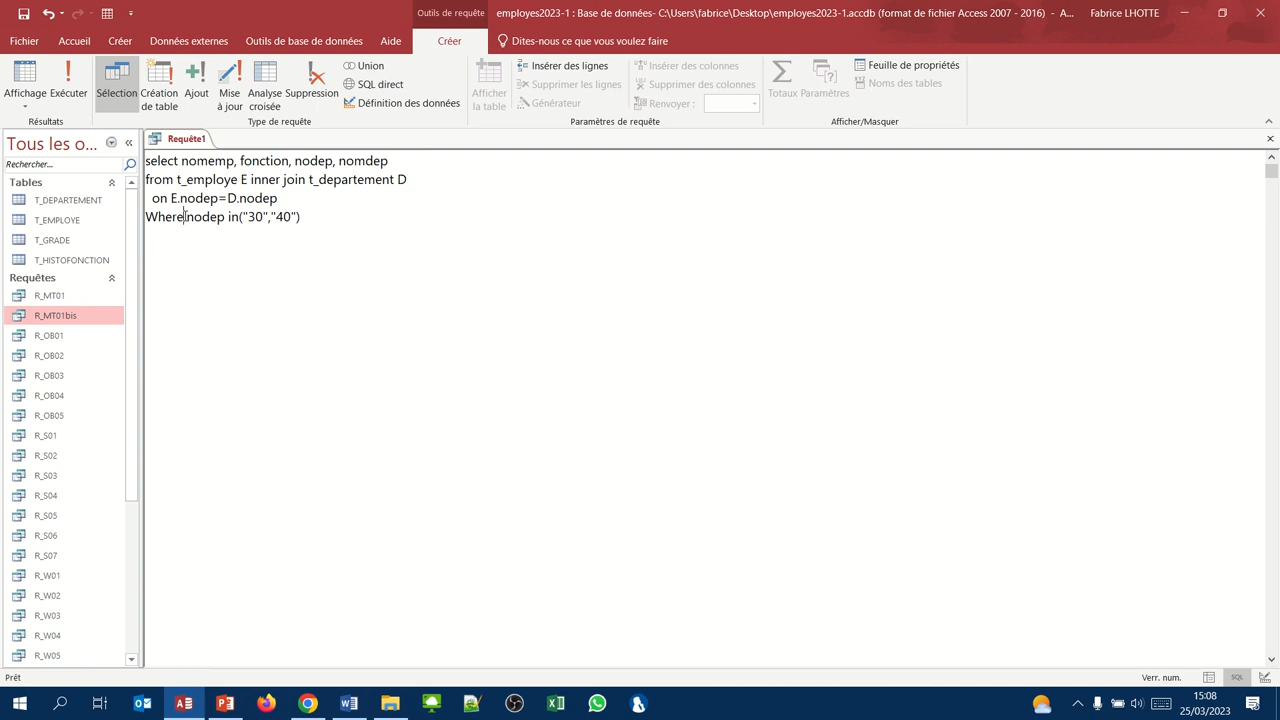 Outils de requête
employes2023-1 : Base de données- C:\Users\fabrice\Desktop\employes2023-1.accdb (format de fichier Access 2007 - 2016) - A...
Fabrice LHOTTE
Fichier
Accueil
Créer
Données externes
Outils de base de données
Aide
Créer
Dites-nous ce que vous voulez faire
Affichage
Exécuter
Résultats
Sélection
Création de table
Ajout
Mise à jour
Analyse croisée
Suppression
Union
SQL direct
Définition des données
Type de requête
Afficher la table
Insérer des lignes
Supprimer les lignes
Générateur
Insérer des colonnes
Supprimer des colonnes
Renvoyer :
Paramètres de requête
Totaux
Paramètres
Feuille de propriétés
Noms des tables
Afficher/Masquer
Tous les o...
Rechercher...
Tables
T_DEPARTEMENT
T_EMPLOYE
T_GRADE
T_HISTOFONCTION
Requêtes
R_MT01
R_MT01bis
R_OB01
R_OB02
R_OB03
R_OB04
R_OB05
R_S01
R_S02
R_S03
R_S04
R_S05
R_S06
R_S07
R_W01
R_W02
R_W03
R_W04
R_W05
Requête1
select nomemp, fonction, nodep, nomdep
from t_employe E inner join t_departement D
on E.nodep=D.nodep
Where nodep in("30","40")
Prêt
Verr. num.
SQL
15:08
25/03/2023